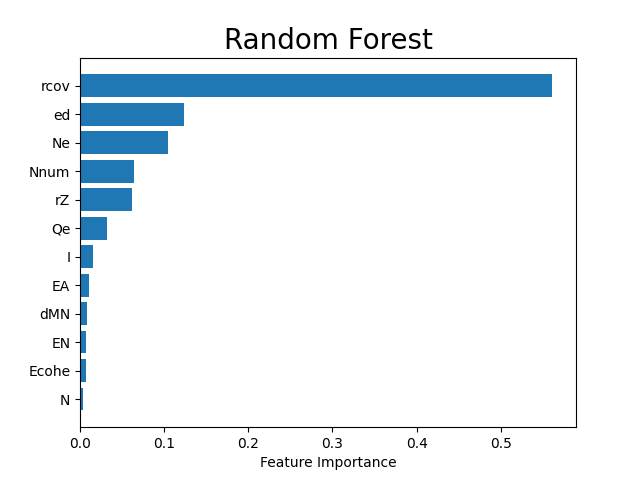 Random Forest
rcov
ed
Ne
Nnum
rZ
Qe
I
EA
dMN
EN
Ecohe
N
0.0 0.1 0.2 0.3 0.4 0.5
Feature Importance